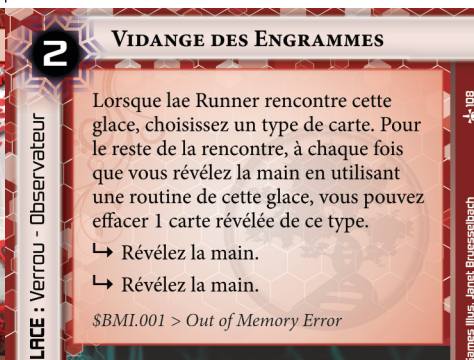 2
Vidange des Engrammes
Lorsque lae Runner rencontre cette
glace, choisissez un type de carte. Pour
le reste de la rencontre, à chaque fois
que vous révélez la main en utilisant
une routine de cette glace, vous pouvez
effacer 1 carte révélée de ce type.
↳ Révélez la main.
↳ Révélez la main.
$BMI.001 > Out of Memory Error
: Verrou - Observateur
108
Illus. Janet Bruesselbach